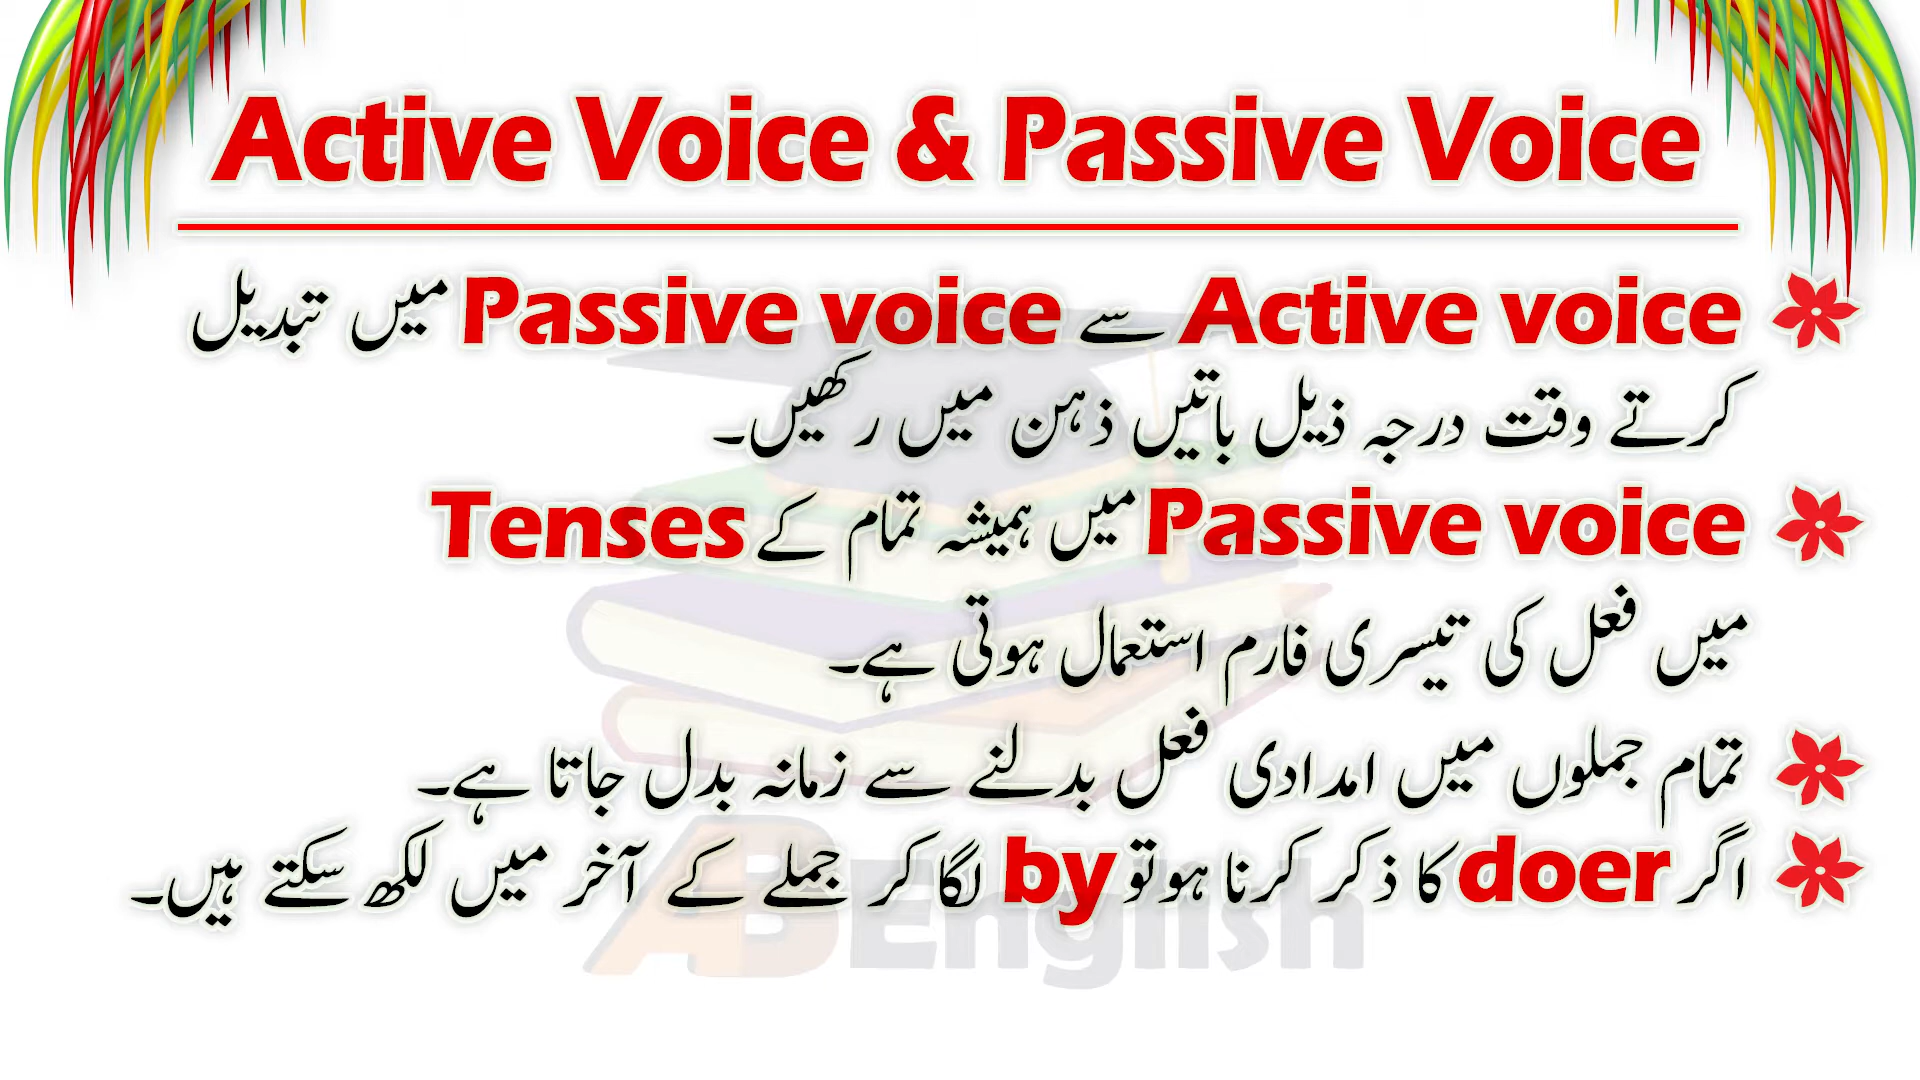 Active Voice & Passive Voice
Active voice سے Passive voice میں تبدیل
کرتے وقت درجہ ذیل باتیں ذہن میں رکھیں۔
Passive voice میں ہمیشہ تمام کے Tenses
میں فعل کی تیسری فارم استعمال ہوتی ہے۔
تمام جملوں میں امدادی فعل بدلنے سے زمانہ بدل جاتا ہے۔
اگر doer کا ذکر کرنا ہوتو by لگا کر جملے کے آخر میں لکھ سکتے ہیں۔
AB English